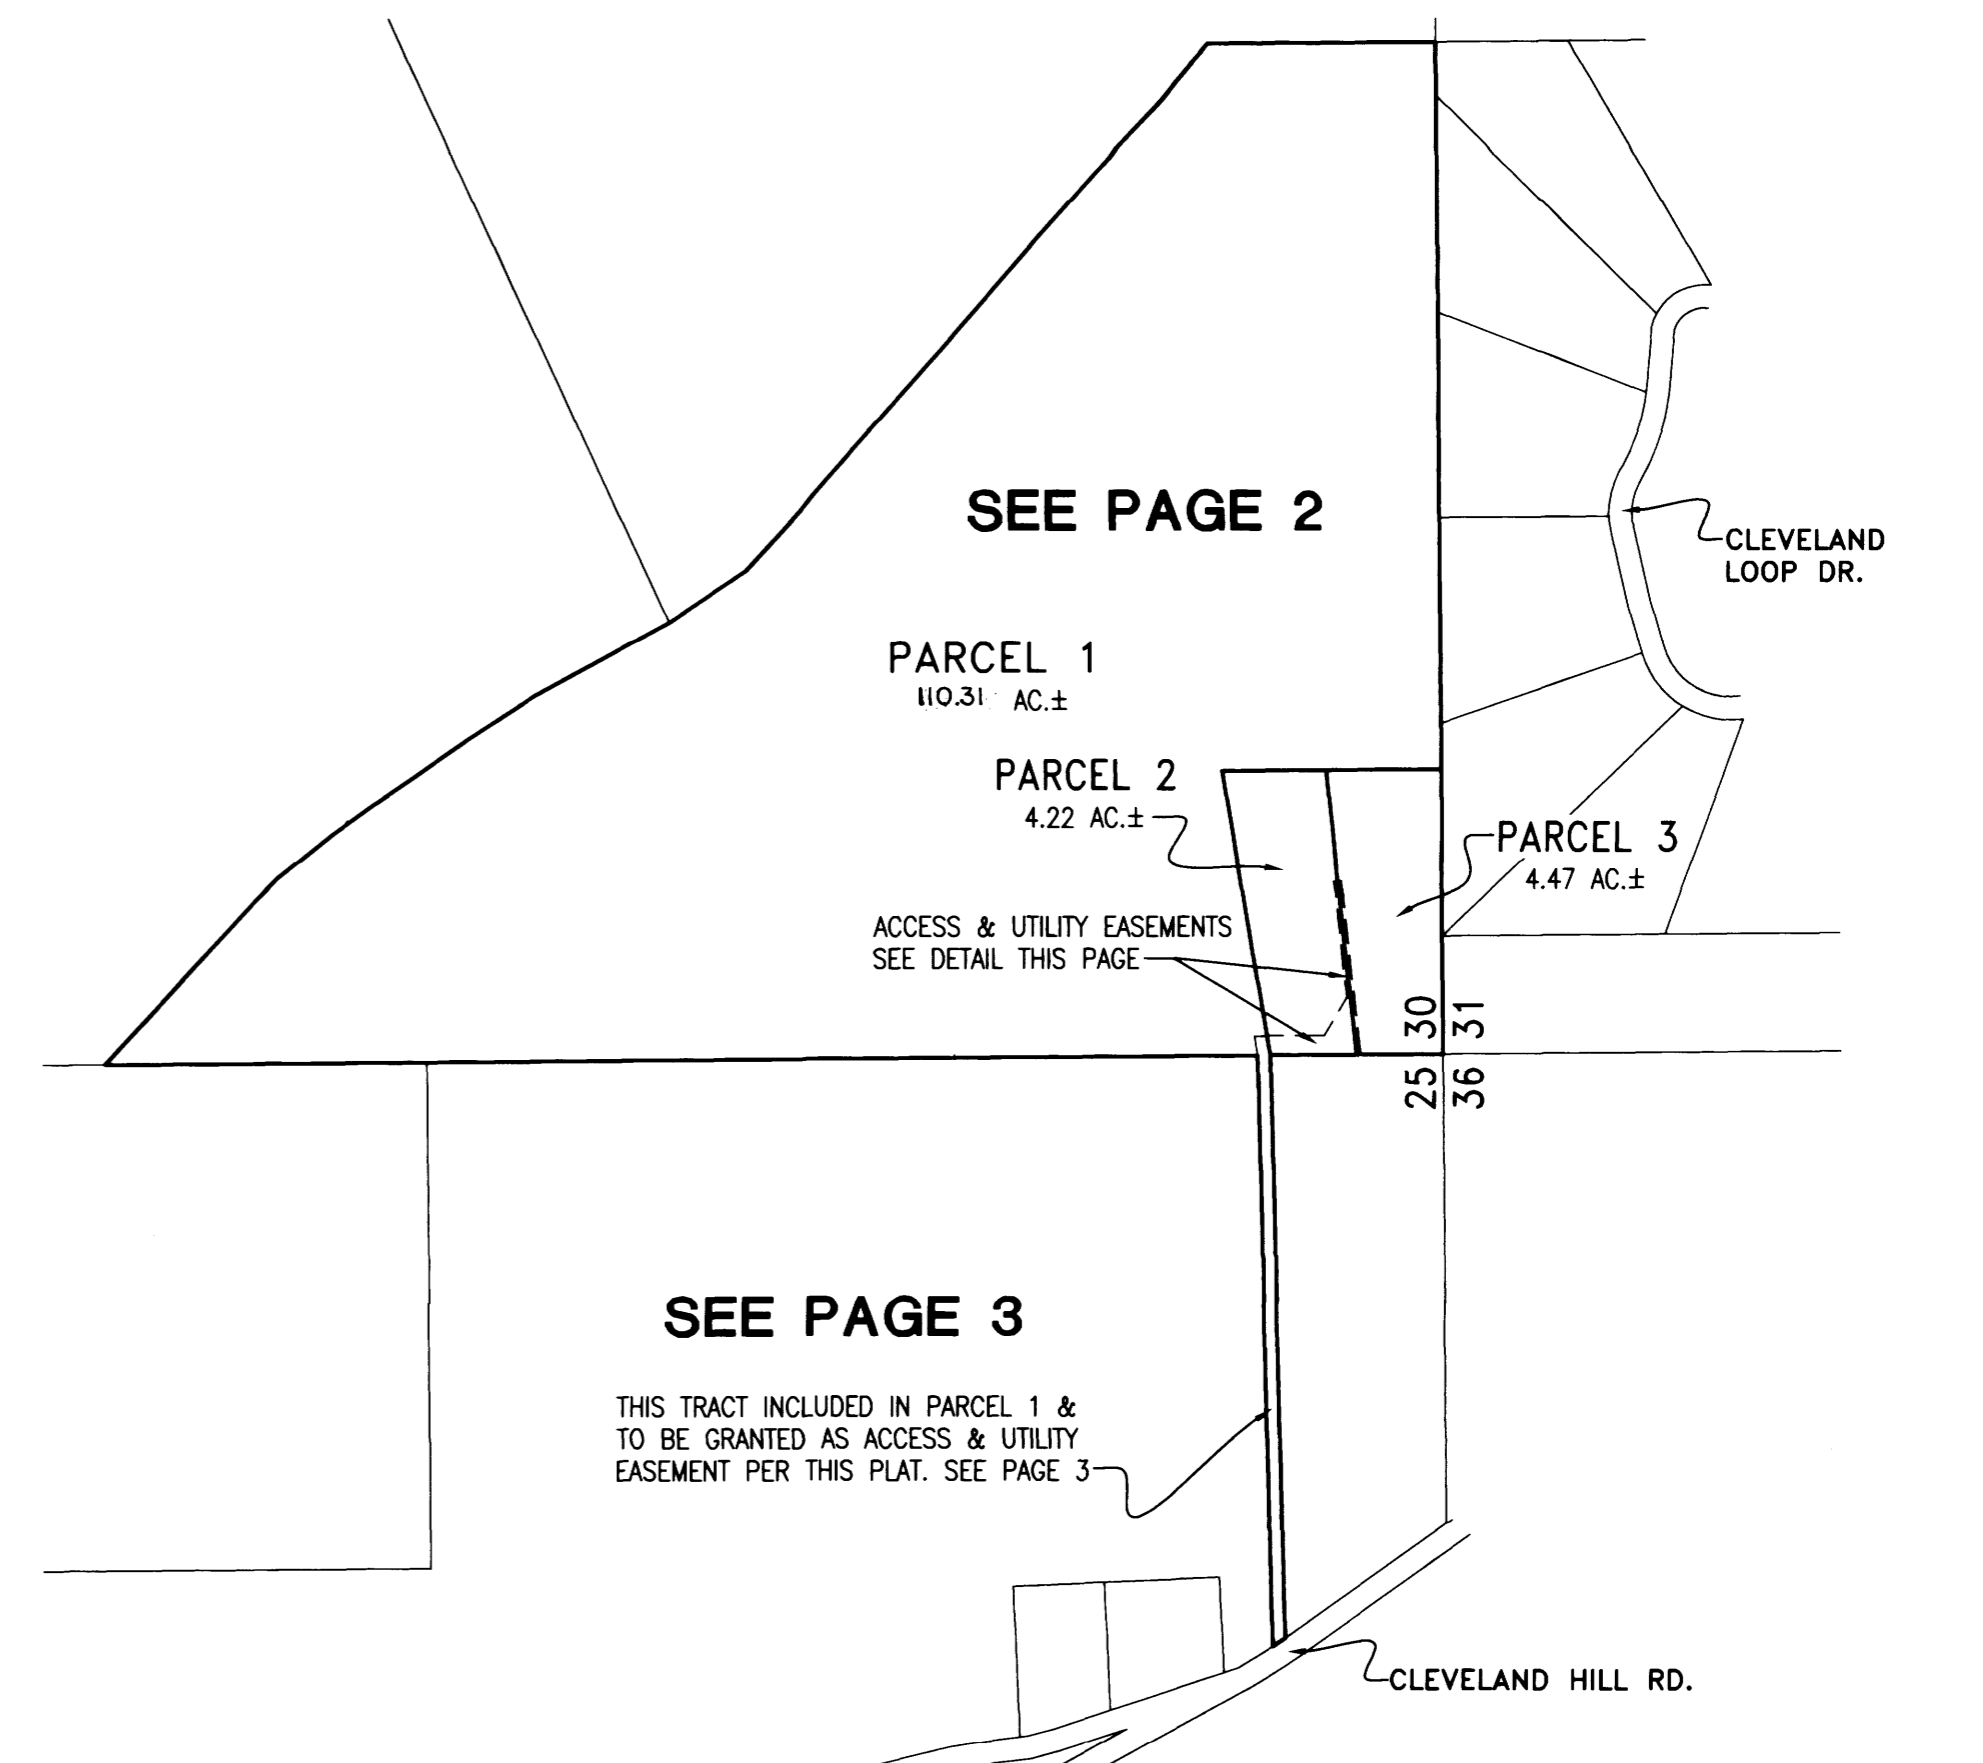 SEE PAGE 2
CLEVELAND
LOOP DR.
PARCEL 1
110.31 AC.±
PARCEL 2
4.22 AC.±
PARCEL 3
4.47 AC.±
ACCESS & UTILITY EASEMENTS
SEE DETAIL THIS PAGE
30
31
25
36
SEE PAGE 3
THIS TRACT INCLUDED IN PARCEL 1 &
TO BE GRANTED AS ACCESS & UTILITY
EASEMENT PER THIS PLAT. SEE PAGE 3
CLEVELAND HILL RD.